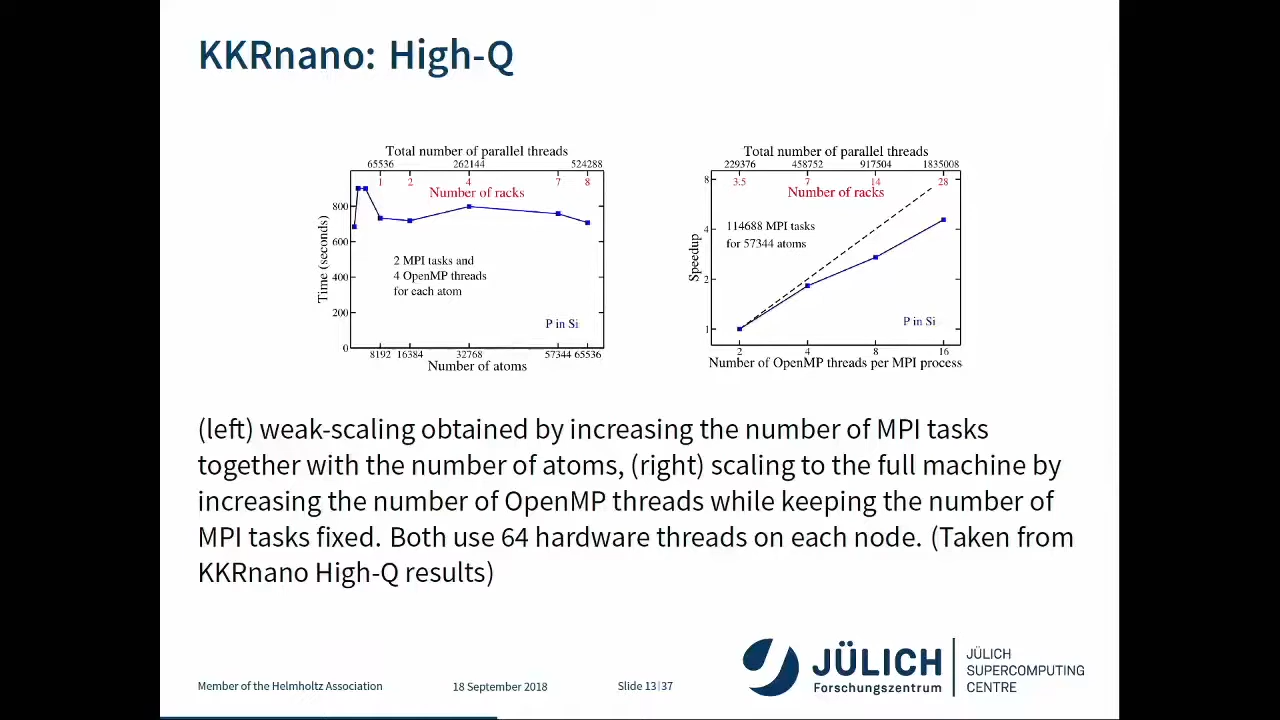 KKRnano: High-Q
Total number of parallel threads
65536 262144 524288
1 2 4 7 8
Number of racks
800
600
400
200
0
Time (seconds)
2 MPI tasks and
4 OpenMP threads
for each atom
P in Si
8192 16384 32768 57344 65536
Number of atoms
Total number of parallel threads
229376 458752 917504 1835008
3.5 7 14 28
Number of racks
8
4
2
1
Speedup
114688 MPI tasks
for 57344 atoms
P in Si
2 4 8 16
Number of OpenMP threads per MPI process
(left) weak-scaling obtained by increasing the number of MPI tasks
together with the number of atoms, (right) scaling to the full machine by
increasing the number of OpenMP threads while keeping the number of
MPI tasks fixed. Both use 64 hardware threads on each node. (Taken from
KKRnano High-Q results)
Member of the Helmholtz Association
18 September 2018
Slide 13|37
JÜLICH
Forschungszentrum
JÜLICH
SUPERCOMPUTING
CENTRE